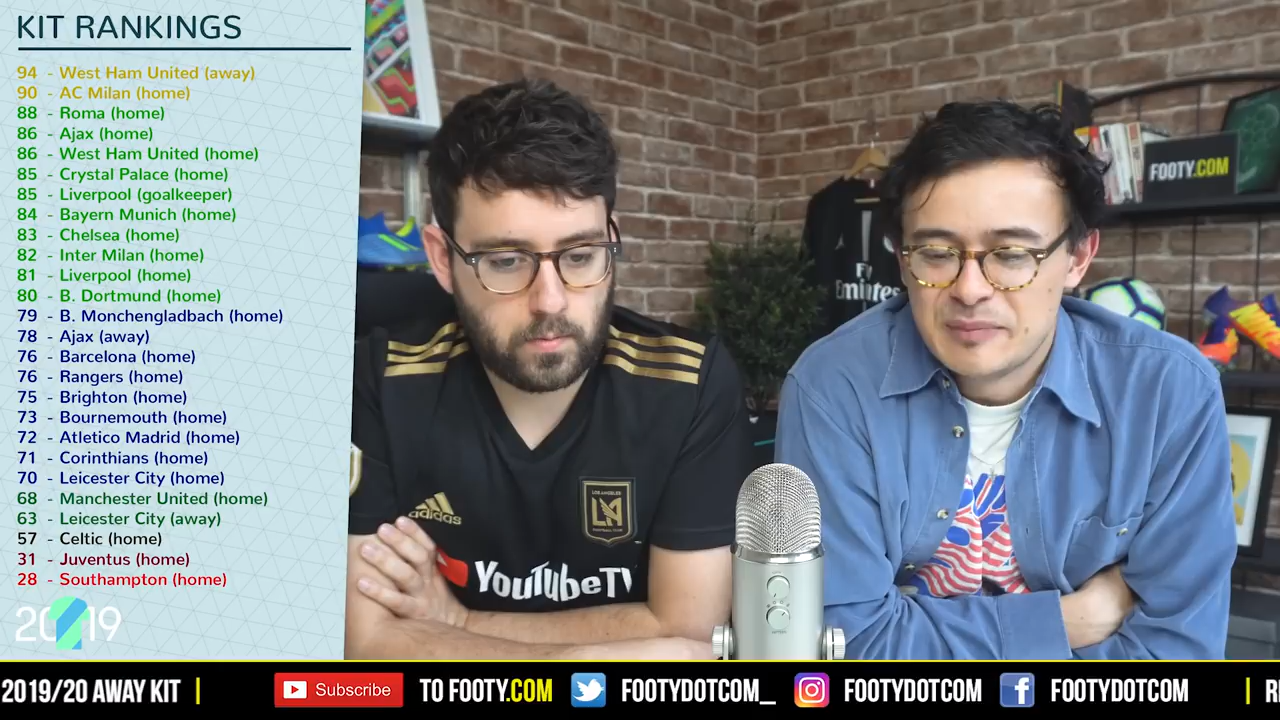 KIT RANKINGS
94 - West Ham United (away)
90 - AC Milan (home)
88 - Roma (home)
86 - Ajax (home)
86 - West Ham United (home)
85 - Crystal Palace (home)
85 - Liverpool (goalkeeper)
84 - Bayern Munich (home)
83 - Chelsea (home)
82 - Inter Milan (home)
81 - Liverpool (home)
80 - B. Dortmund (home)
79 - B. Monchengladbach (home)
78 - Ajax (away)
76 - Barcelona (home)
76 - Rangers (home)
75 - Brighton (home)
73 - Bournemouth (home)
72 - Atletico Madrid (home)
71 - Corinthians (home)
70 - Leicester City (home)
68 - Manchester United (home)
63 - Leicester City (away)
57 - Celtic (home)
31 - Juventus (home)
28 - Southampton (home)
2019
FOOTY.COM
Fly
Emirates
adidas
LOS ANGELES
YouTubeTV
2019/20 AWAY KIT | Subscribe TO FOOTY.COM FOOTYDOTCOM_ FOOTYDOTCOM FOOTYDOTCOM |